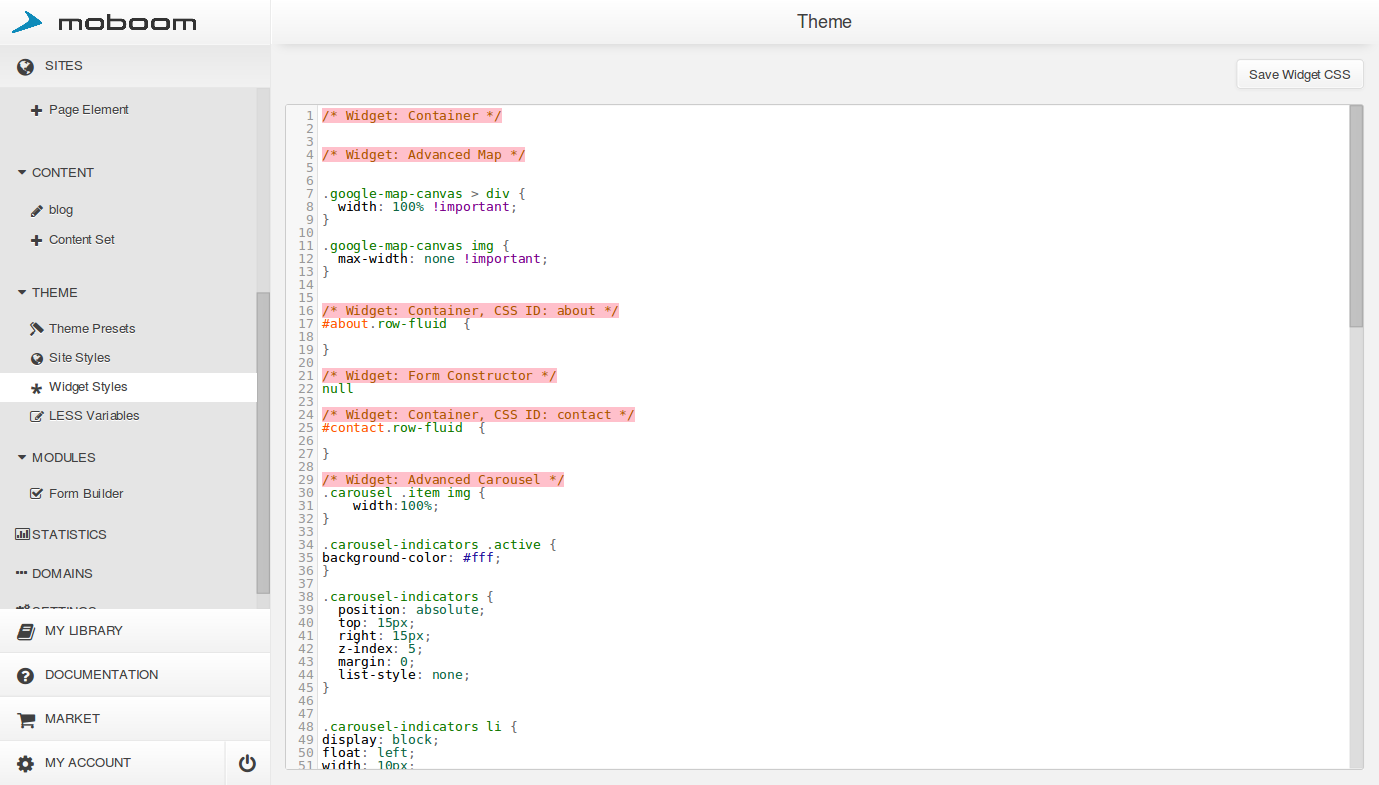 moboom
Theme
SITES
Save Widget CSS
Page Element
CONTENT
blog
Content Set
THEME
Theme Presets
Site Styles
Widget Styles
LESS Variables
MODULES
Form Builder
STATISTICS
DOMAINS
SETTINGS
MY LIBRARY
DOCUMENTATION
MARKET
MY ACCOUNT
1 /* Widget: Container */
2
3
4 /* Widget: Advanced Map */
5
6
7 .google-map-canvas > div {
8   width: 100% !important;
9 }
10
11 .google-map-canvas img {
12   max-width: none !important;
13 }
14
15
16 /* Widget: Container, CSS ID: about */
17 #about.row-fluid  {
18
19 }
20
21 /* Widget: Form Constructor */
22 null
23
24 /* Widget: Container, CSS ID: contact */
25 #contact.row-fluid  {
26
27 }
28
29 /* Widget: Advanced Carousel */
30 .carousel .item img {
31     width:100%;
32 }
33
34 .carousel-indicators .active {
35 background-color: #fff;
36 }
37
38 .carousel-indicators {
39   position: absolute;
40   top: 15px;
41   right: 15px;
42   z-index: 5;
43   margin: 0;
44   list-style: none;
45 }
46
47
48 .carousel-indicators li {
49 display: block;
50 float: left;
51 width: 10px;